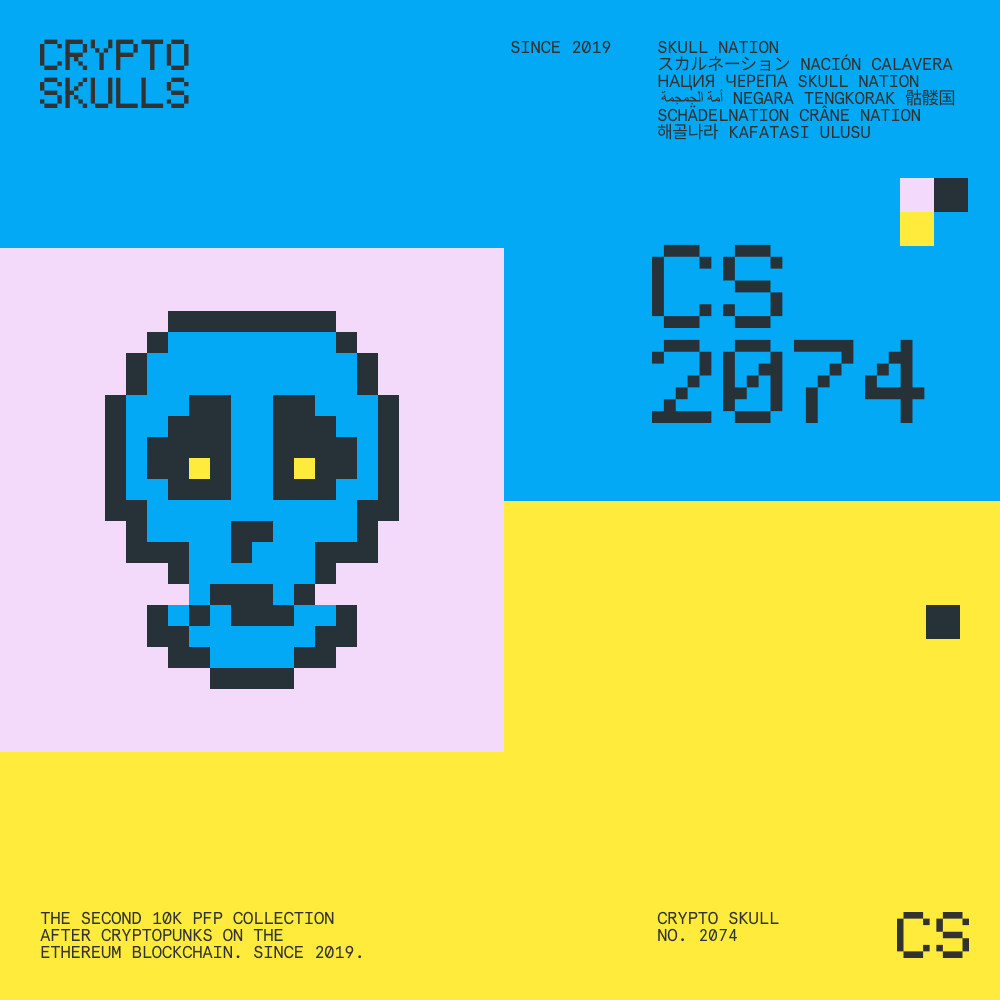 CRYPTO
SKULLS
SINCE 2019
SKULL NATION
スカルネーション NACIÓN CALAVERA
НАЦИЯ ЧЕРЕПА SKULL NATION
أمة الجمجمة NEGARA TENGKORAK 骷髅国
SCHÄDELNATION CRÂNE NATION
해골나라 KAFATASI ULUSU
CS
2074
THE SECOND 10K PFP COLLECTION
AFTER CRYPTOPUNKS ON THE
ETHEREUM BLOCKCHAIN. SINCE 2019.
CRYPTO SKULL
NO. 2074
CS